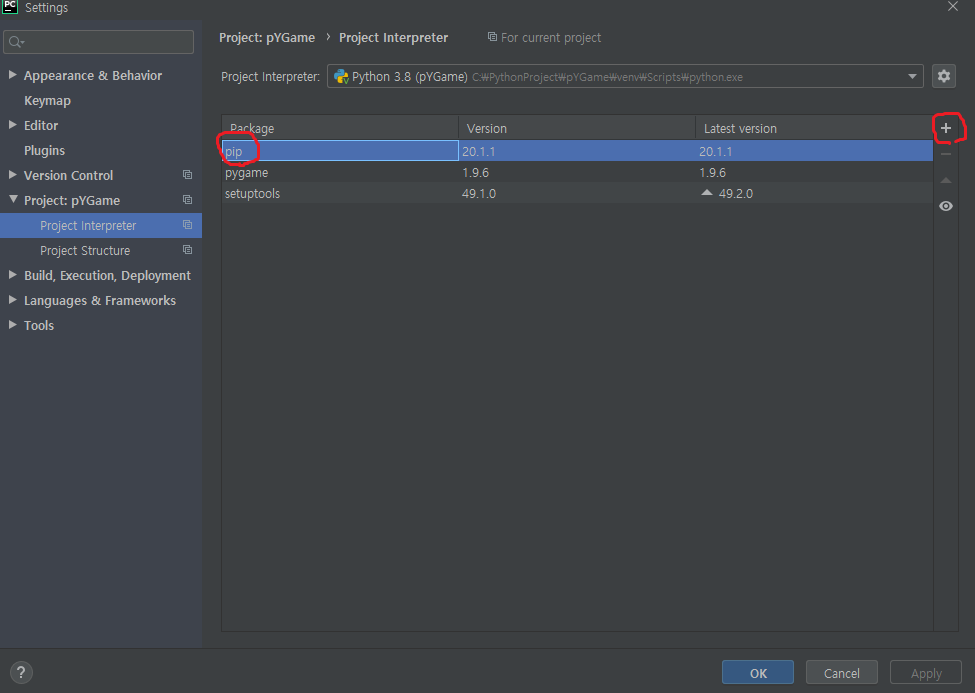 PC
Settings
Project: pYGame › Project Interpreter For current project
Appearance & Behavior
Keymap
Editor
Plugins
Version Control
Project: pYGame
Project Interpreter
Project Structure
Build, Execution, Deployment
Languages & Frameworks
Tools
Project Interpreter: Python 3.8 (pYGame) C:₩PythonProject₩pYGame₩venv₩Scripts₩python.exe
Package Version Latest version
pip 20.1.1 20.1.1
pygame 1.9.6 1.9.6
setuptools 49.1.0 49.2.0
? OK Cancel Apply